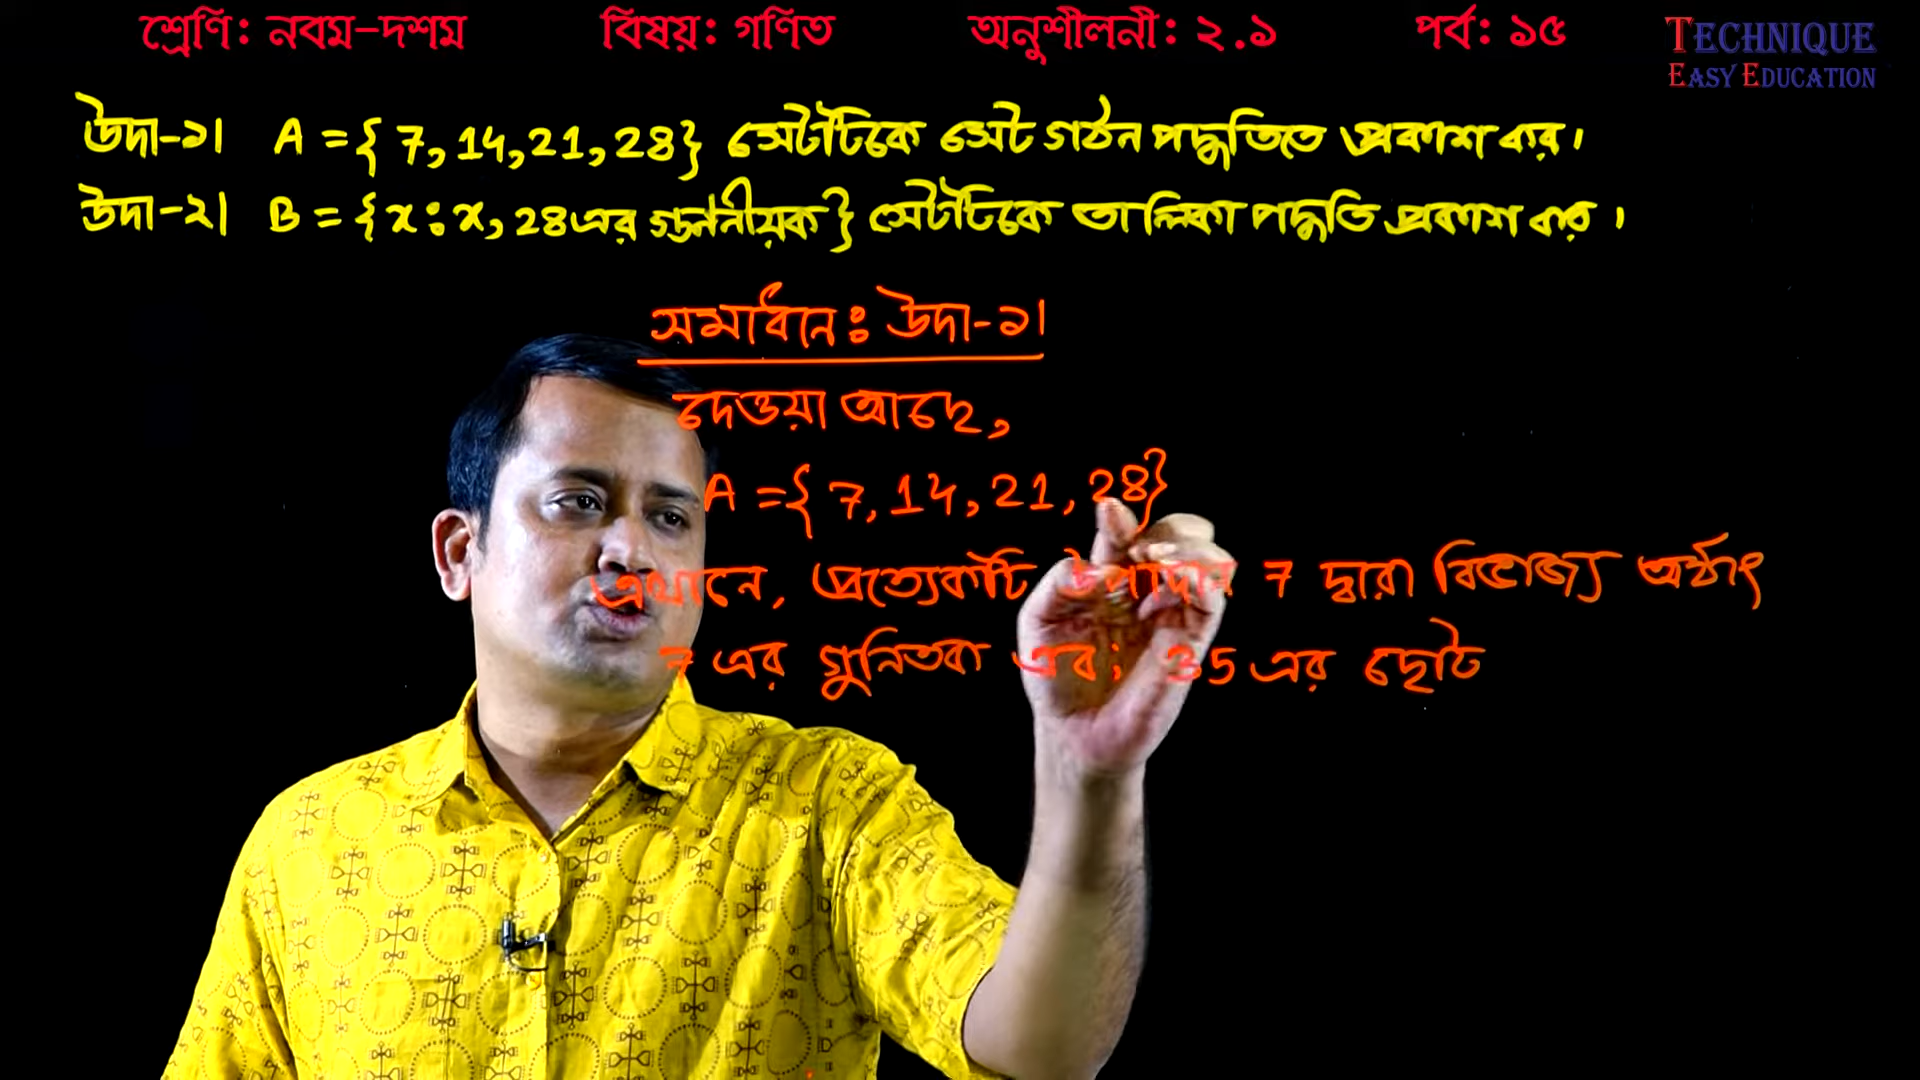 শ্রেণি: নবম-দশম বিষয়: গণিত অনুশীলনী: ২.১ পর্ব: ১৫
TECHNIQUE
EASY EDUCATION
উদা-১। A = {7, 14, 21, 28} সেটটিকে সেট গঠন পদ্ধতিতে প্রকাশ কর।
উদা-২। B = {x : x, 28 এর গুণনীয়ক} সেটটিকে তালিকা পদ্ধতি প্রকাশ কর।
সমাধান : উদা-১।
দেওয়া আছে,
A = {7, 14, 21, 28}
এখানে, প্রত্যেকটি উপাদান 7 দ্বারা বিভাজ্য অর্থাৎ
7 এর গুনিতক এবং 35 এর ছোট